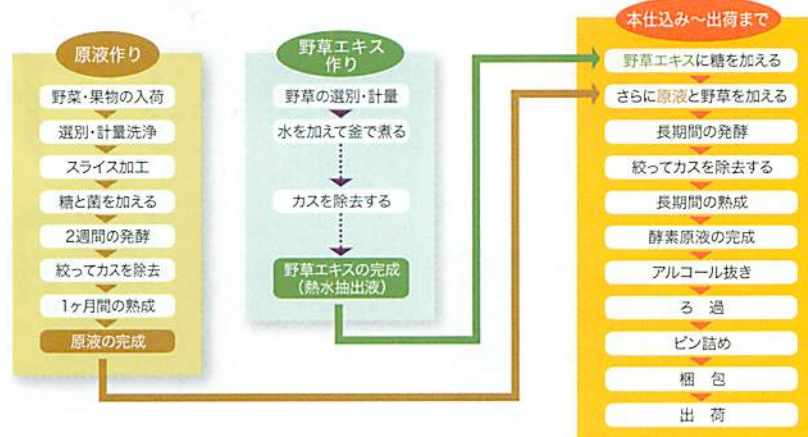 原液作り
野菜・果物の入荷
選別・計量洗浄
スライス加工
糖と菌を加える
2週間の発酵
絞ってカスを除去
1ヶ月間の熟成
原液の完成
野草エキス
作り
野草の選別・計量
水を加えて釜で煮る
カスを除去する
野草エキスの完成
(熱水抽出液)
本仕込み〜出荷まで
野草エキスに糖を加える
さらに原液と野草を加える
長期間の発酵
絞ってカスを除去する
長期間の熟成
酵素原液の完成
アルコール抜き
ろ 過
ビン詰め
梱 包
出 荷